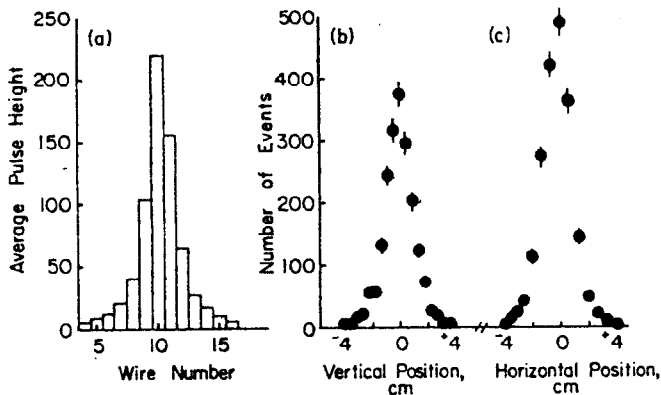 (a)
Average Pulse Height
250
200
150
100
50
0
5 10 15
Wire Number
(b)
(c)
Number of Events
500
400
300
200
100
0
-4 0 +4
-4 0 +4
Vertical Position,
cm
Horizontal Position,
cm